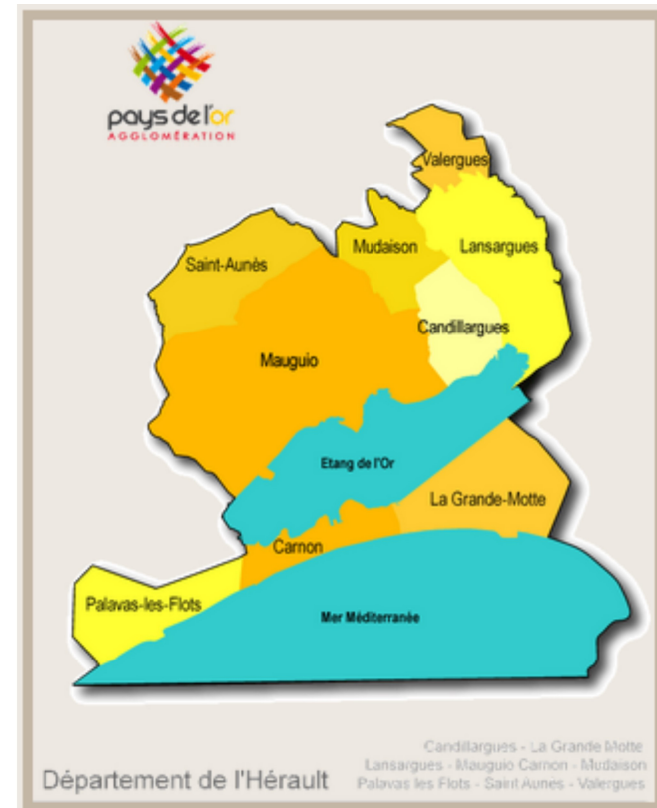 pays de l'or
AGGLOMÉRATION
Valergues
Mudaison
Lansargues
Saint-Aunès
Candillargues
Mauguio
Etang de l'Or
La Grande-Motte
Carnon
Palavas-les-Flots
Mer Méditerranée
Candillargues - La Grande Motte
Lansargues - Mauguio Carnon - Mudaison
Département de l'Hérault
Palavas les Flots - Saint Aunes - Valergues